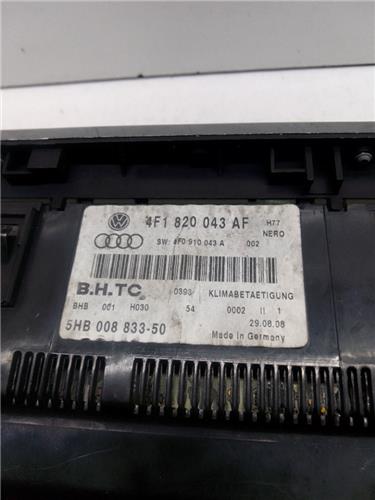 4F1 820 043 AF H77
NERO
SW: 4F0 910 043 A 002
B.H.TC. 0393 KLIMABETAETIGUNG
BHB 001 H030 54 0002 II 1
5HB 008 833-50 29.08.08
Made in Germany